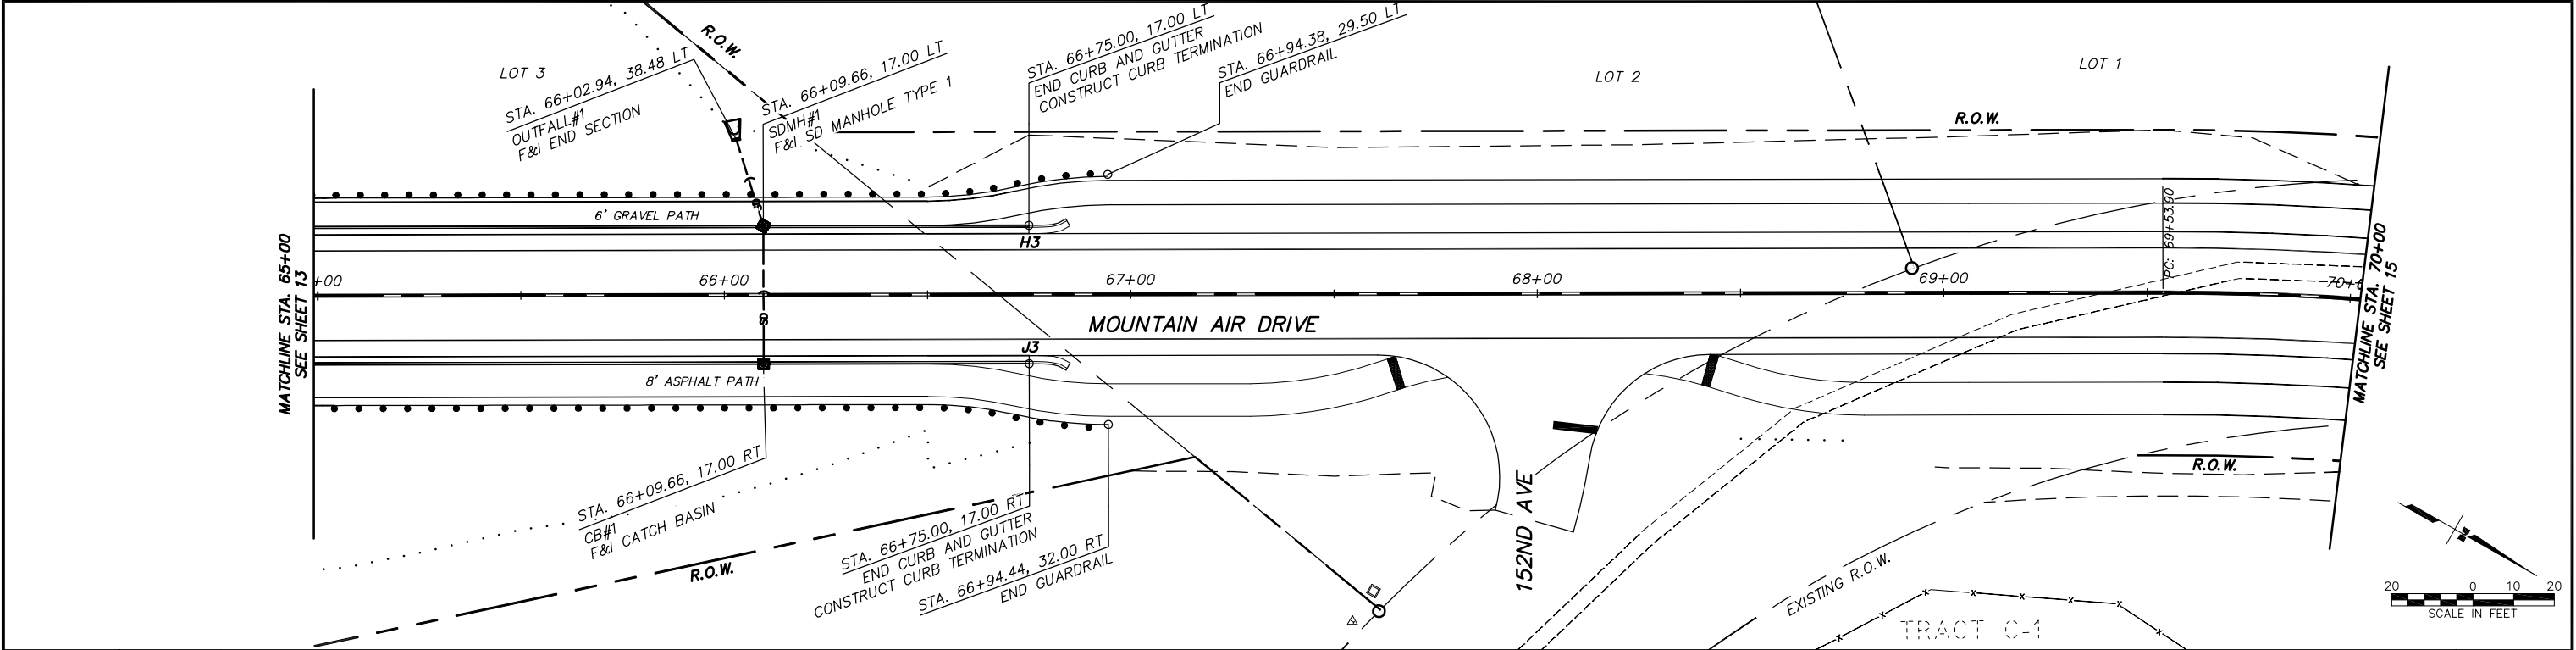 LOT 3
R.O.W.
STA. 66+02.94, 38.48 LT
OUTFALL#1
F&I END SECTION
STA. 66+09.66, 17.00 LT
SDMH#1
F&I SD MANHOLE TYPE 1
STA. 66+75.00, 17.00 LT
END CURB AND GUTTER
CONSTRUCT CURB TERMINATION
STA. 66+94.38, 29.50 LT
END GUARDRAIL
LOT 2
LOT 1
R.O.W.
6' GRAVEL PATH
H3
PC: 69+53.90
MATCHLINE STA. 65+00
SEE SHEET 13
+00
66+00
67+00
68+00
69+00
70+0
MATCHLINE STA. 70+00
SEE SHEET 15
SD
MOUNTAIN AIR DRIVE
J3
8' ASPHALT PATH
STA. 66+09.66, 17.00 RT
CB#1
F&I CATCH BASIN
R.O.W.
STA. 66+75.00, 17.00 RT
END CURB AND GUTTER
CONSTRUCT CURB TERMINATION
STA. 66+94.44, 32.00 RT
END GUARDRAIL
152ND AVE
R.O.W.
EXISTING R.O.W.
TRACT C-1
20 0 10 20
SCALE IN FEET